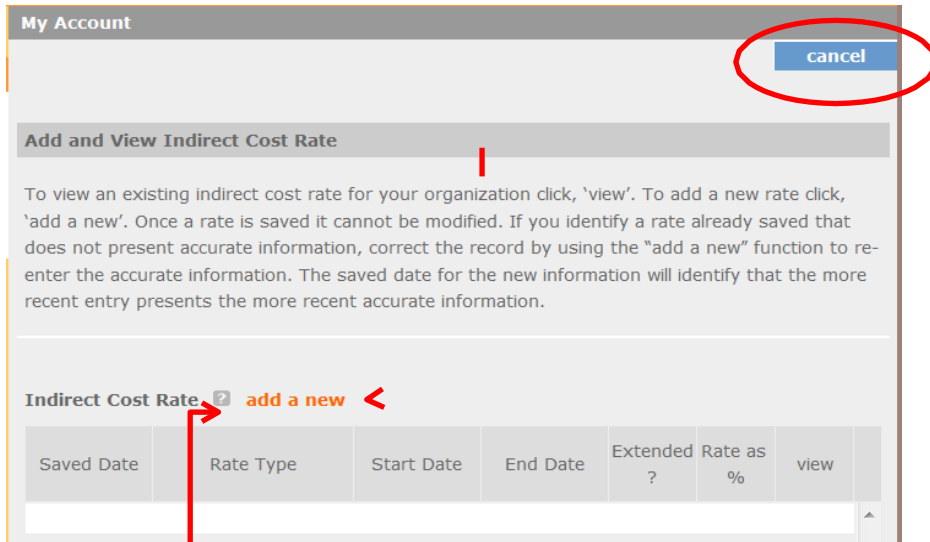 My Account
cancel
Add and View Indirect Cost Rate
To view an existing indirect cost rate for your organization click, ‘view’. To add a new rate click,
‘add a new’. Once a rate is saved it cannot be modified. If you identify a rate already saved that
does not present accurate information, correct the record by using the “add a new” function to re-
enter the accurate information. The saved date for the new information will identify that the more
recent entry presents the more recent accurate information.
Indirect Cost Rate ? add a new
Saved Date Rate Type Start Date End Date Extended ? Rate as % view